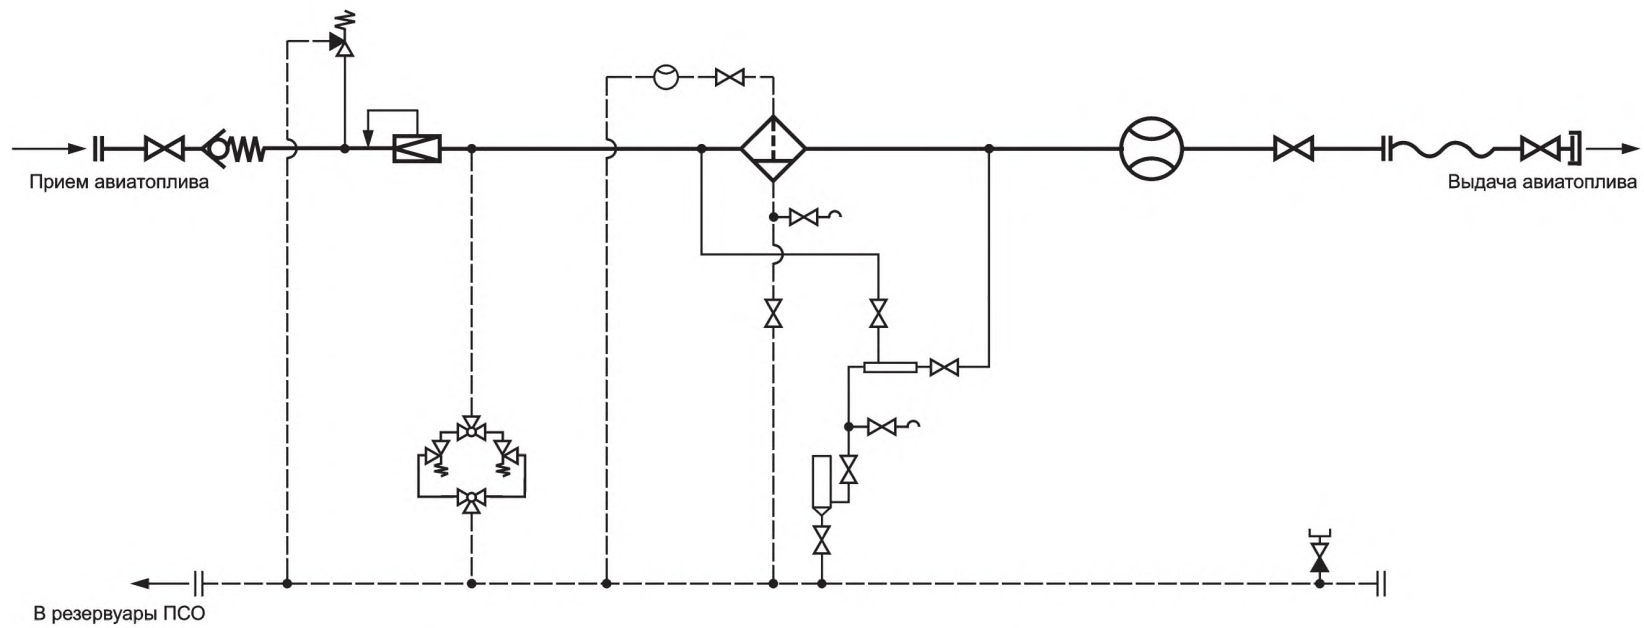 Прием авиатоплива
Выдача авиатоплива
В резервуары ПСО